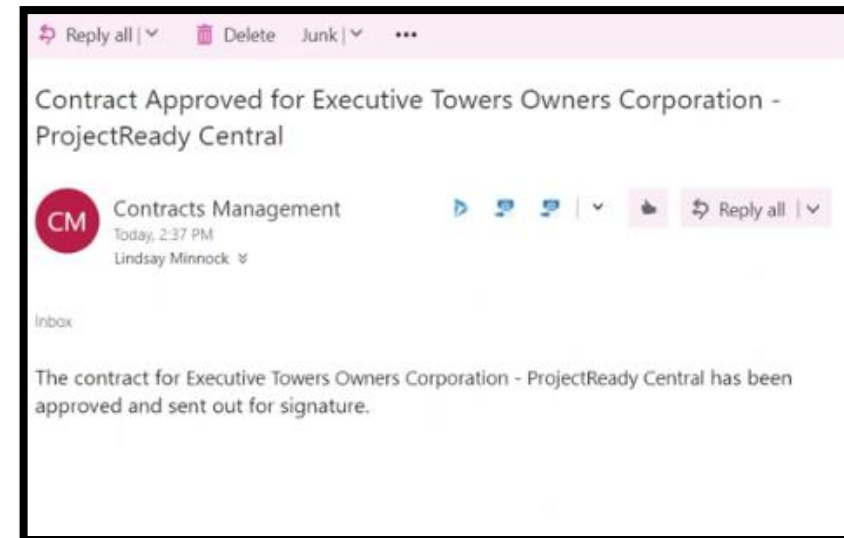 Reply all | Delete Junk | ...
Contract Approved for Executive Towers Owners Corporation -
ProjectReady Central
CM
Contracts Management
Reply all |
Today, 2:37 PM
Lindsay Minnock
Inbox
The contract for Executive Towers Owners Corporation - ProjectReady Central has been
approved and sent out for signature.